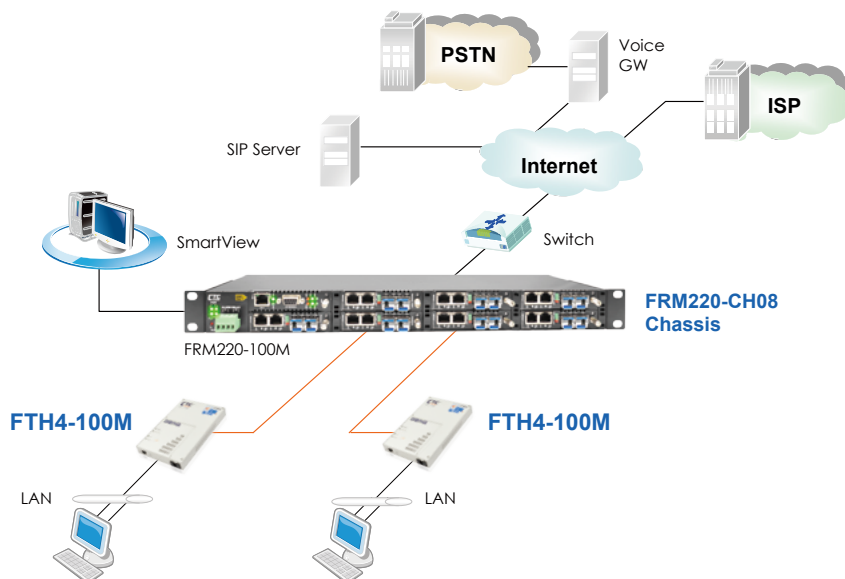 PSTN
Voice
GW
ISP
SIP Server
Internet
SmartView
Switch
FRM220-CH08
Chassis
FRM220-100M
FTH4-100M
FTH4-100M
LAN
LAN